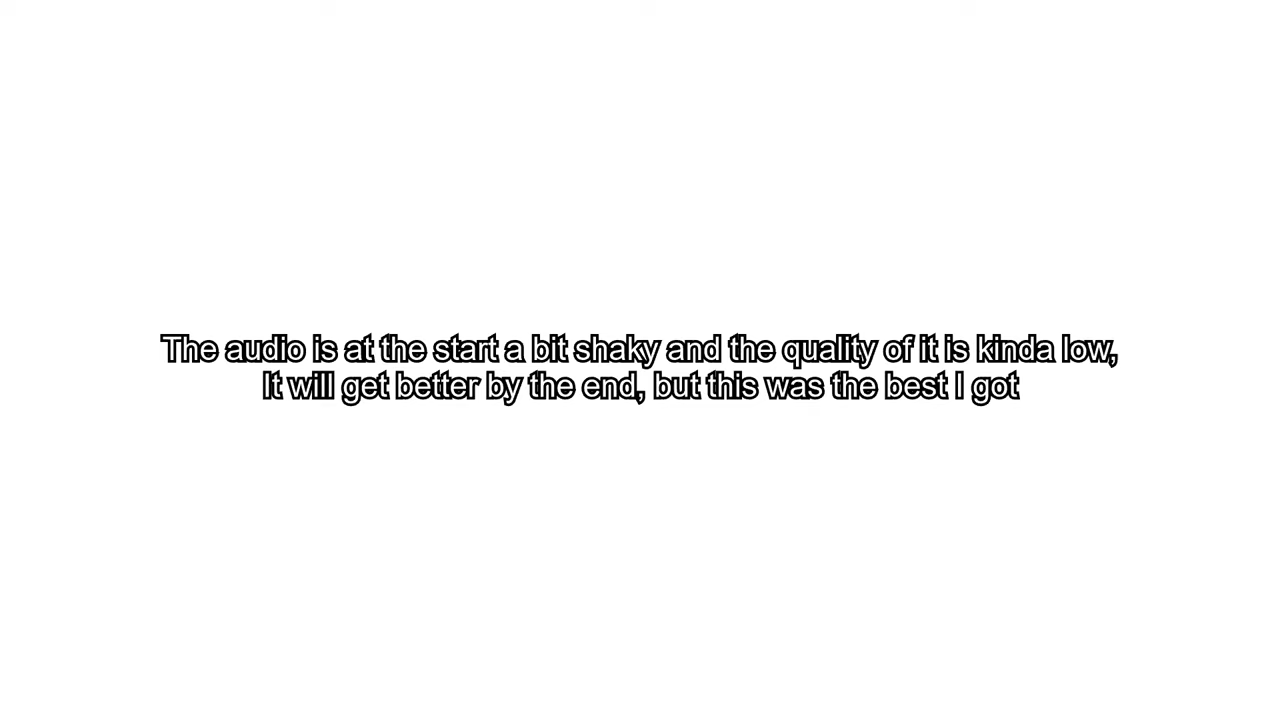 The audio is at the start a bit shaky and the quality of it is kinda low,
It will get better by the end, but this was the best I got